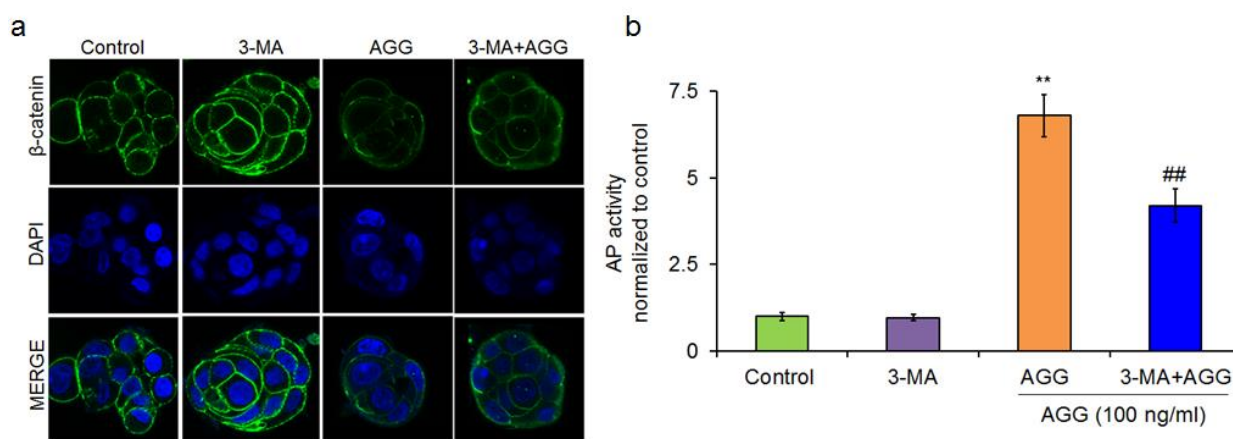 a
Control 3-MA AGG 3-MA+AGG
β-catenin
DAPI
MERGE
b
AP activity
normalized to control
7.5
5
2.5
0
**
##
Control 3-MA AGG 3-MA+AGG
AGG (100 ng/ml)